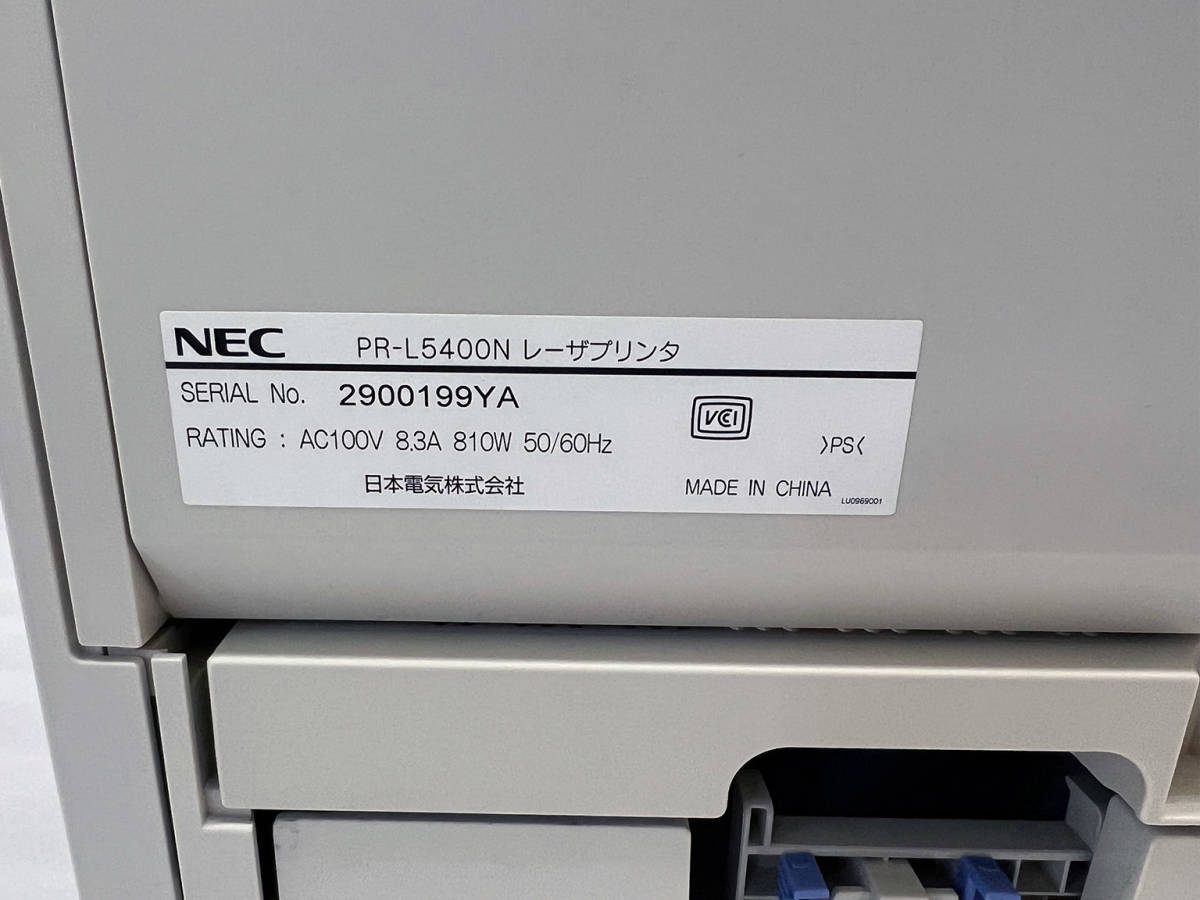 NEC PR-L5400N レーザプリンタ
SERIAL No. 2900199YA
VCCI
RATING : AC100V 8.3A 810W 50/60Hz
>PS<
日本電気株式会社
MADE IN CHINA
LU0969001